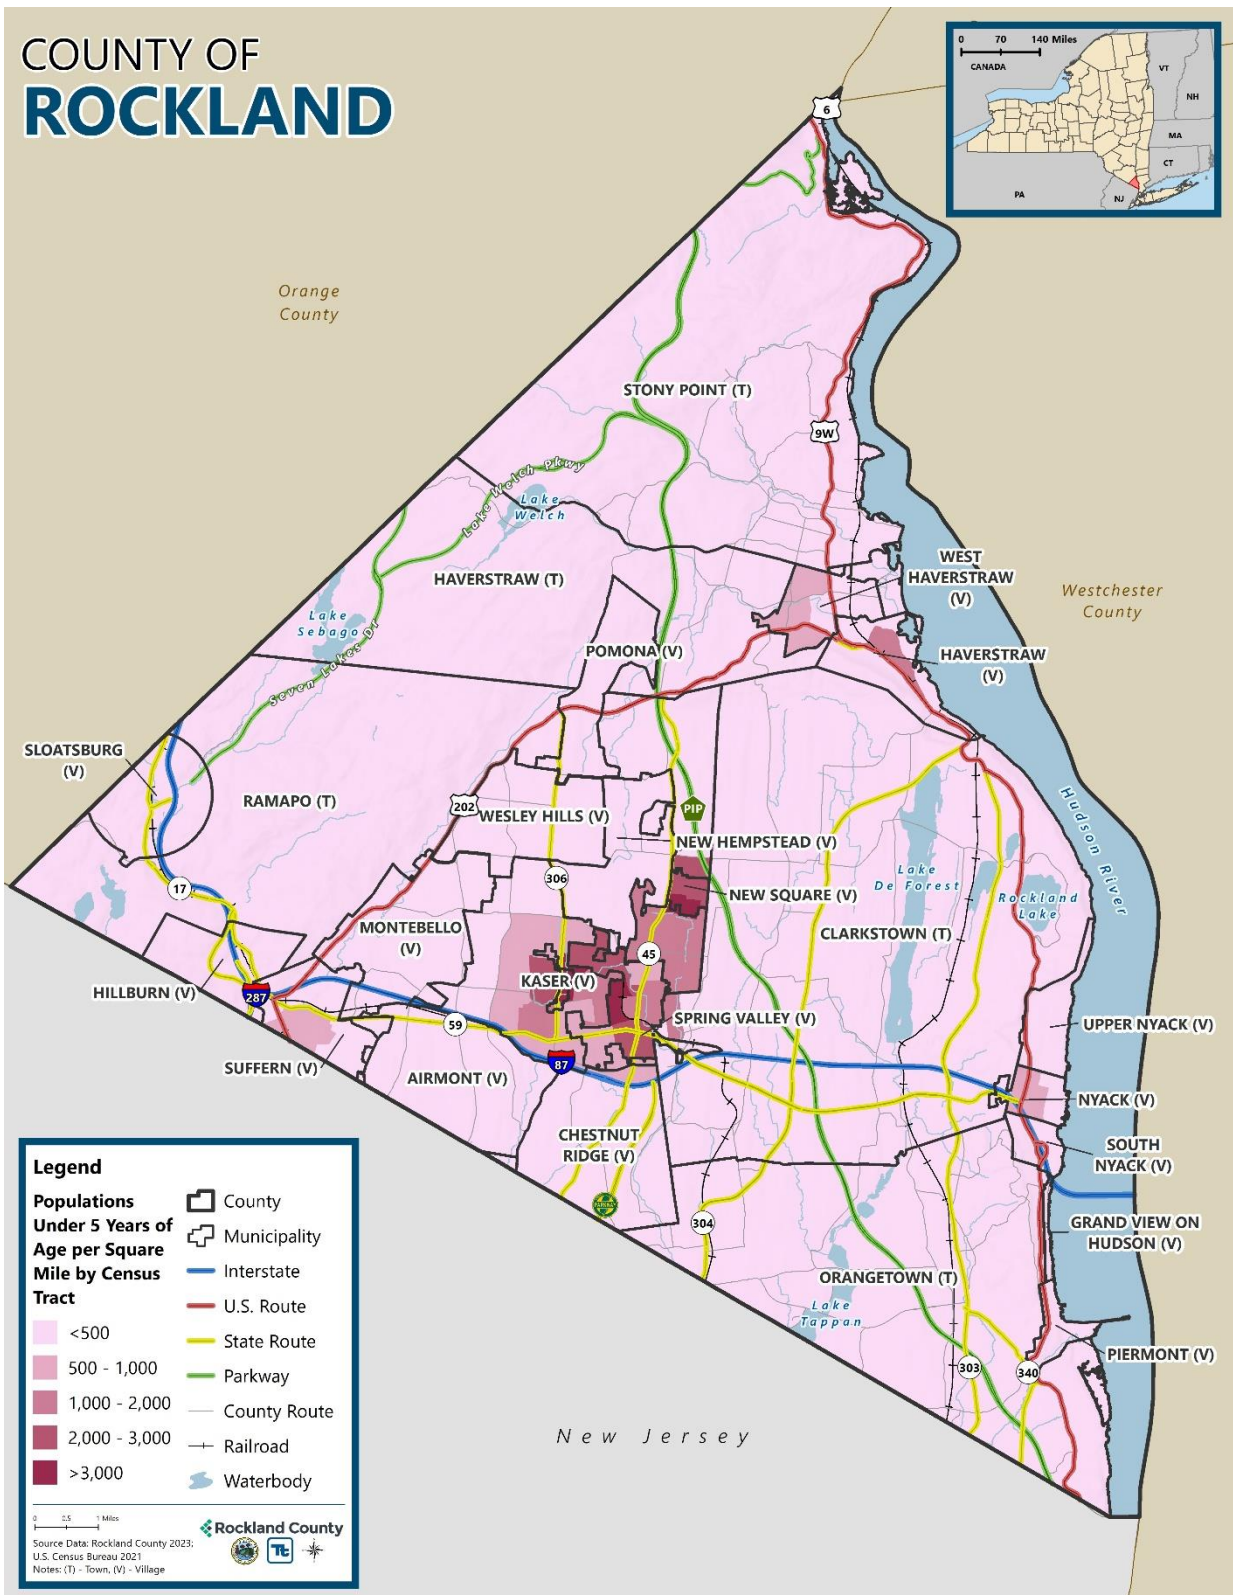 COUNTY OF
ROCKLAND
0 70 140 Miles
CANADA
VT
NH
MA
CT
PA
NJ
6
Orange
County
STONY POINT (T)
9W
Lake Welch Pkwy
Lake
Welch
WEST
HAVERSTRAW
(V)
HAVERSTRAW (T)
Westchester
County
Lake
Sebago
Seven Lakes Dr
POMONA (V)
HAVERSTRAW
(V)
SLOATSBURG
(V)
RAMAPO (T)
202
WESLEY HILLS (V)
PIP
Hudson River
NEW HEMPSTEAD (V)
17
306
NEW SQUARE (V)
Lake
De Forest
Rockland
Lake
MONTEBELLO
(V)
CLARKSTOWN (T)
45
KASER (V)
HILLBURN (V)
287
59
SPRING VALLEY (V)
UPPER NYACK (V)
SUFFERN (V)
87
AIRMONT (V)
NYACK (V)
CHESTNUT
RIDGE (V)
SOUTH
NYACK (V)
304
GRAND VIEW ON
HUDSON (V)
ORANGETOWN (T)
Lake
Tappan
PIERMONT (V)
303
340
New Jersey
Legend
Populations
Under 5 Years of
Age per Square
Mile by Census
Tract
<500
500 - 1,000
1,000 - 2,000
2,000 - 3,000
>3,000
County
Municipality
Interstate
U.S. Route
State Route
Parkway
County Route
Railroad
Waterbody
0 0.5 1 Miles
Rockland County
Tt
Source Data: Rockland County 2023;
U.S. Census Bureau 2021
Notes: (T) - Town, (V) - Village